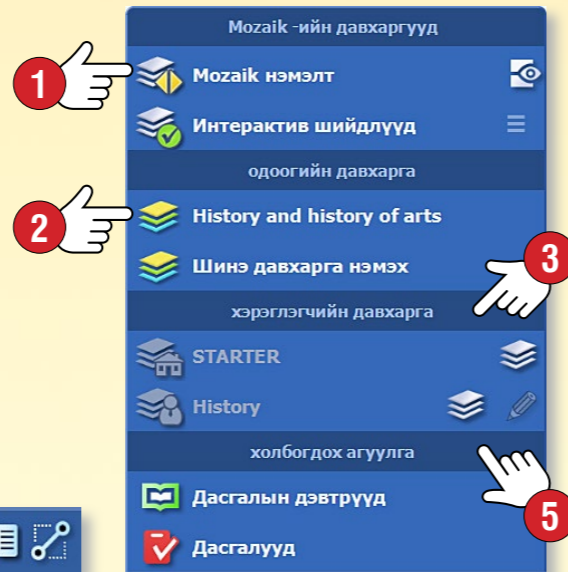 Mozaik -ийн давхаргууд
1
Mozaik нэмэлт
Интерактив шийдлүүд
одоогийн давхарга
2
History and history of arts
3
Шинэ давхарга нэмэх
хэрэглэгчийн давхарга
STARTER
History
холбогдох агуулга
5
Дасгалын дэвтрүүд
Дасгалууд